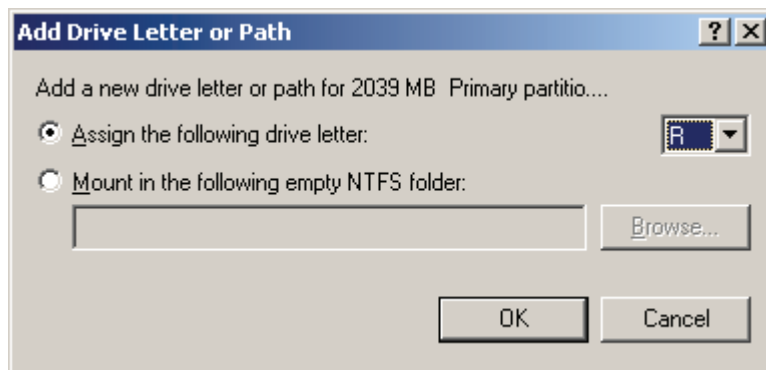 Add Drive Letter or Path
Add a new drive letter or path for 2039 MB Primary partitio....
Assign the following drive letter: R
Mount in the following empty NTFS folder:
Browse...
OK Cancel